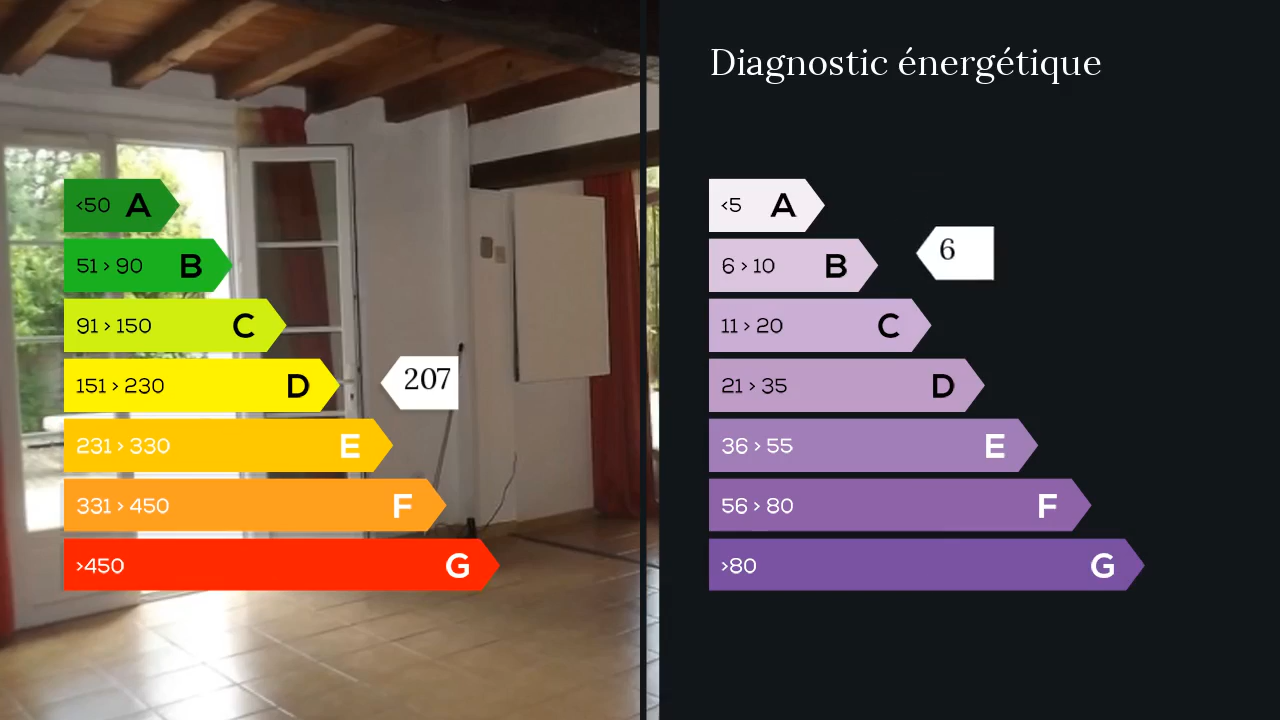 Diagnostic énergétique
<50 A
51 > 90 B
91 > 150 C
151 > 230 D
207
231 > 330 E
331 > 450 F
>450 G
<5 A
6 > 10 B
6
11 > 20 C
21 > 35 D
36 > 55 E
56 > 80 F
>80 G